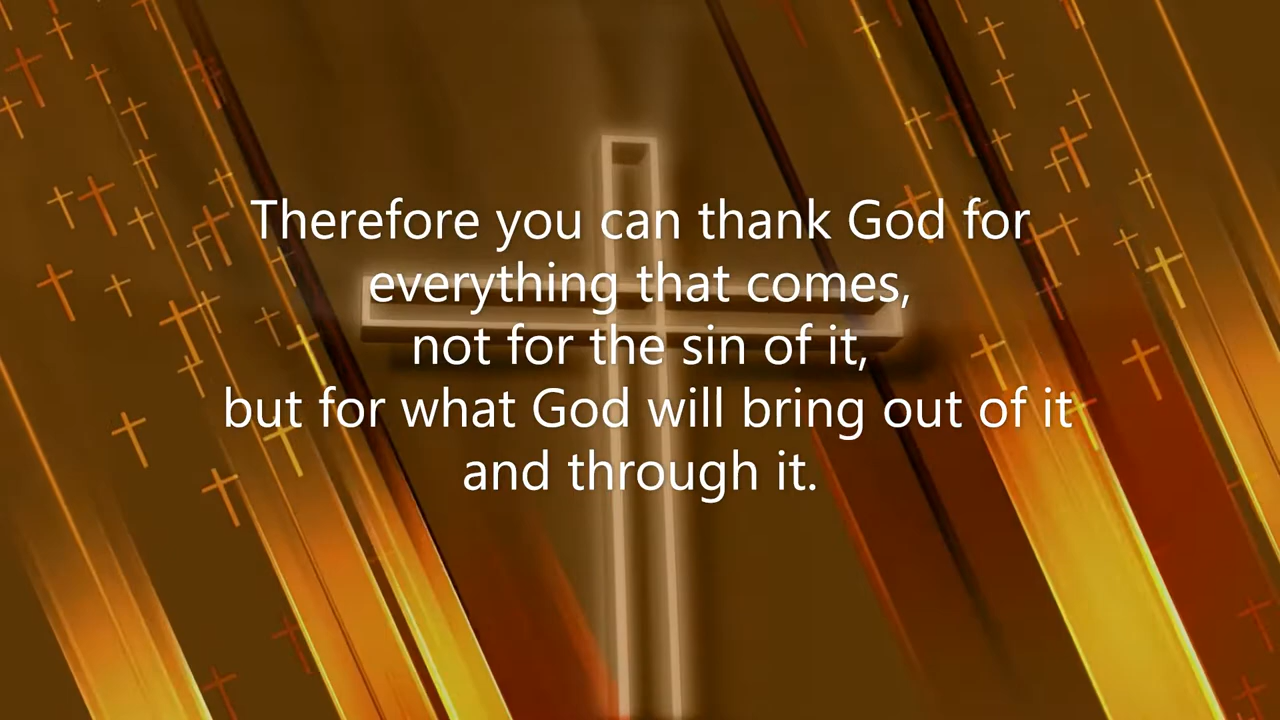 Therefore you can thank God for
everything that comes,
not for the sin of it,
but for what God will bring out of it
and through it.